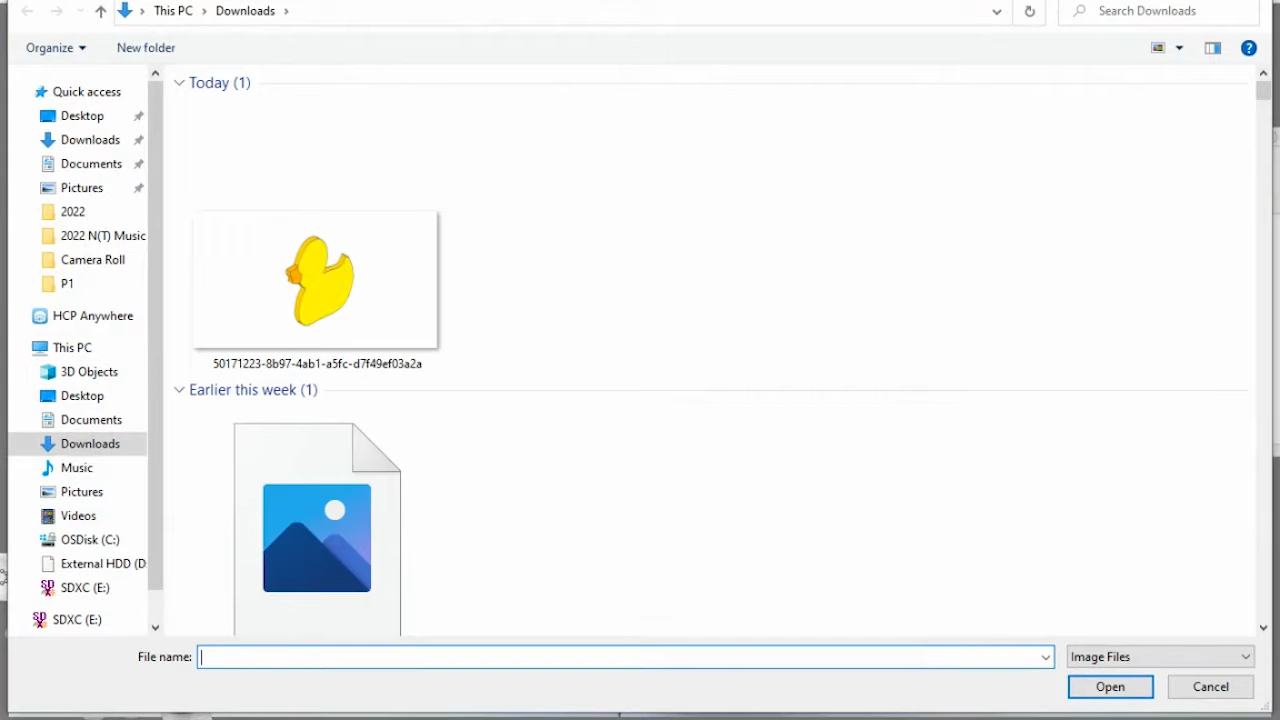 This PC > Downloads >
Search Downloads
Organize
New folder
Quick access
Desktop
Downloads
Documents
Pictures
2022
2022 N(T) Music
Camera Roll
P1
HCP Anywhere
This PC
3D Objects
Desktop
Documents
Downloads
Music
Pictures
Videos
OSDisk (C:)
External HDD (D
SDXC (E:)
SDXC (E:)
Today (1)
50171223-8b97-4ab1-a5fc-d7f49ef03a2a
Earlier this week (1)
File name:
Image Files
Open
Cancel